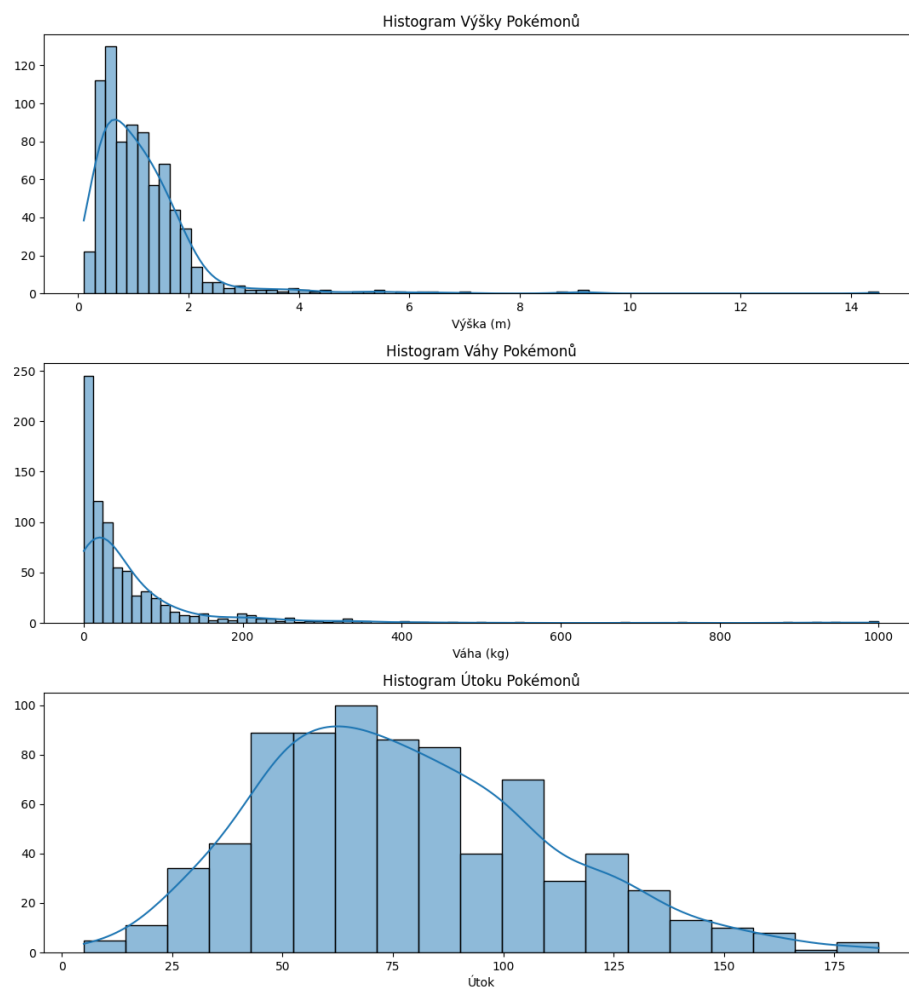 Histogram Výšky Pokémonů
120
100
80
60
40
20
0
0 2 4 6 8 10 12 14
Výška (m)
Histogram Váhy Pokémonů
250
200
150
100
50
0
0 200 400 600 800 1000
Váha (kg)
Histogram Útoku Pokémonů
100
80
60
40
20
0
0 25 50 75 100 125 150 175
Útok